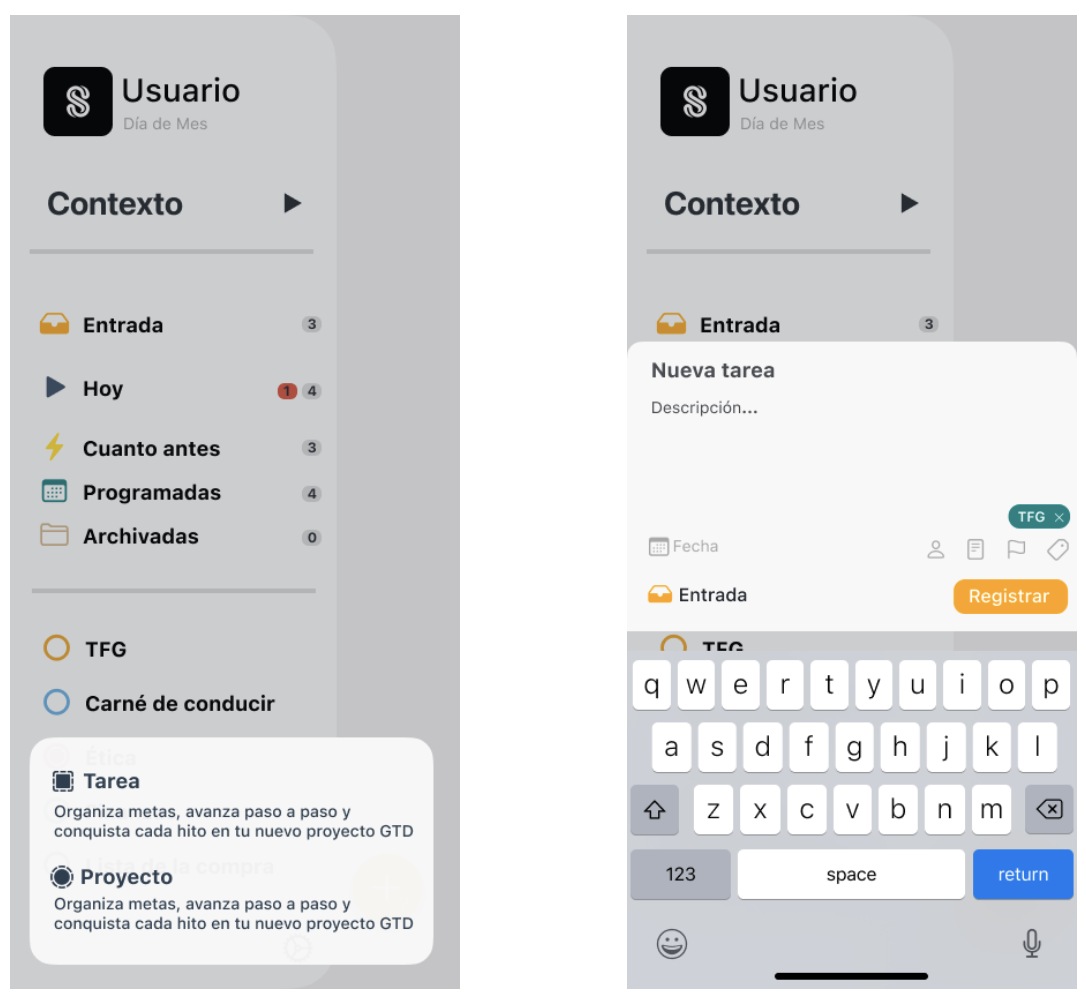 Usuario
Día de Mes
Contexto
Entrada
3
Hoy
1 4
Cuanto antes
3
Programadas
4
Archivadas
0
TFG
Carné de conducir
Ética
Tarea
Organiza metas, avanza paso a paso y
conquista cada hito en tu nuevo proyecto GTD
Lista de la compra
Proyecto
Organiza metas, avanza paso a paso y
conquista cada hito en tu nuevo proyecto GTD
Usuario
Día de Mes
Contexto
Entrada
3
Nueva tarea
Descripción...
TFG ×
Fecha
Entrada
Registrar
TFG
q w e r t y u i o p
a s d f g h j k l
z x c v b n m
123
space
return